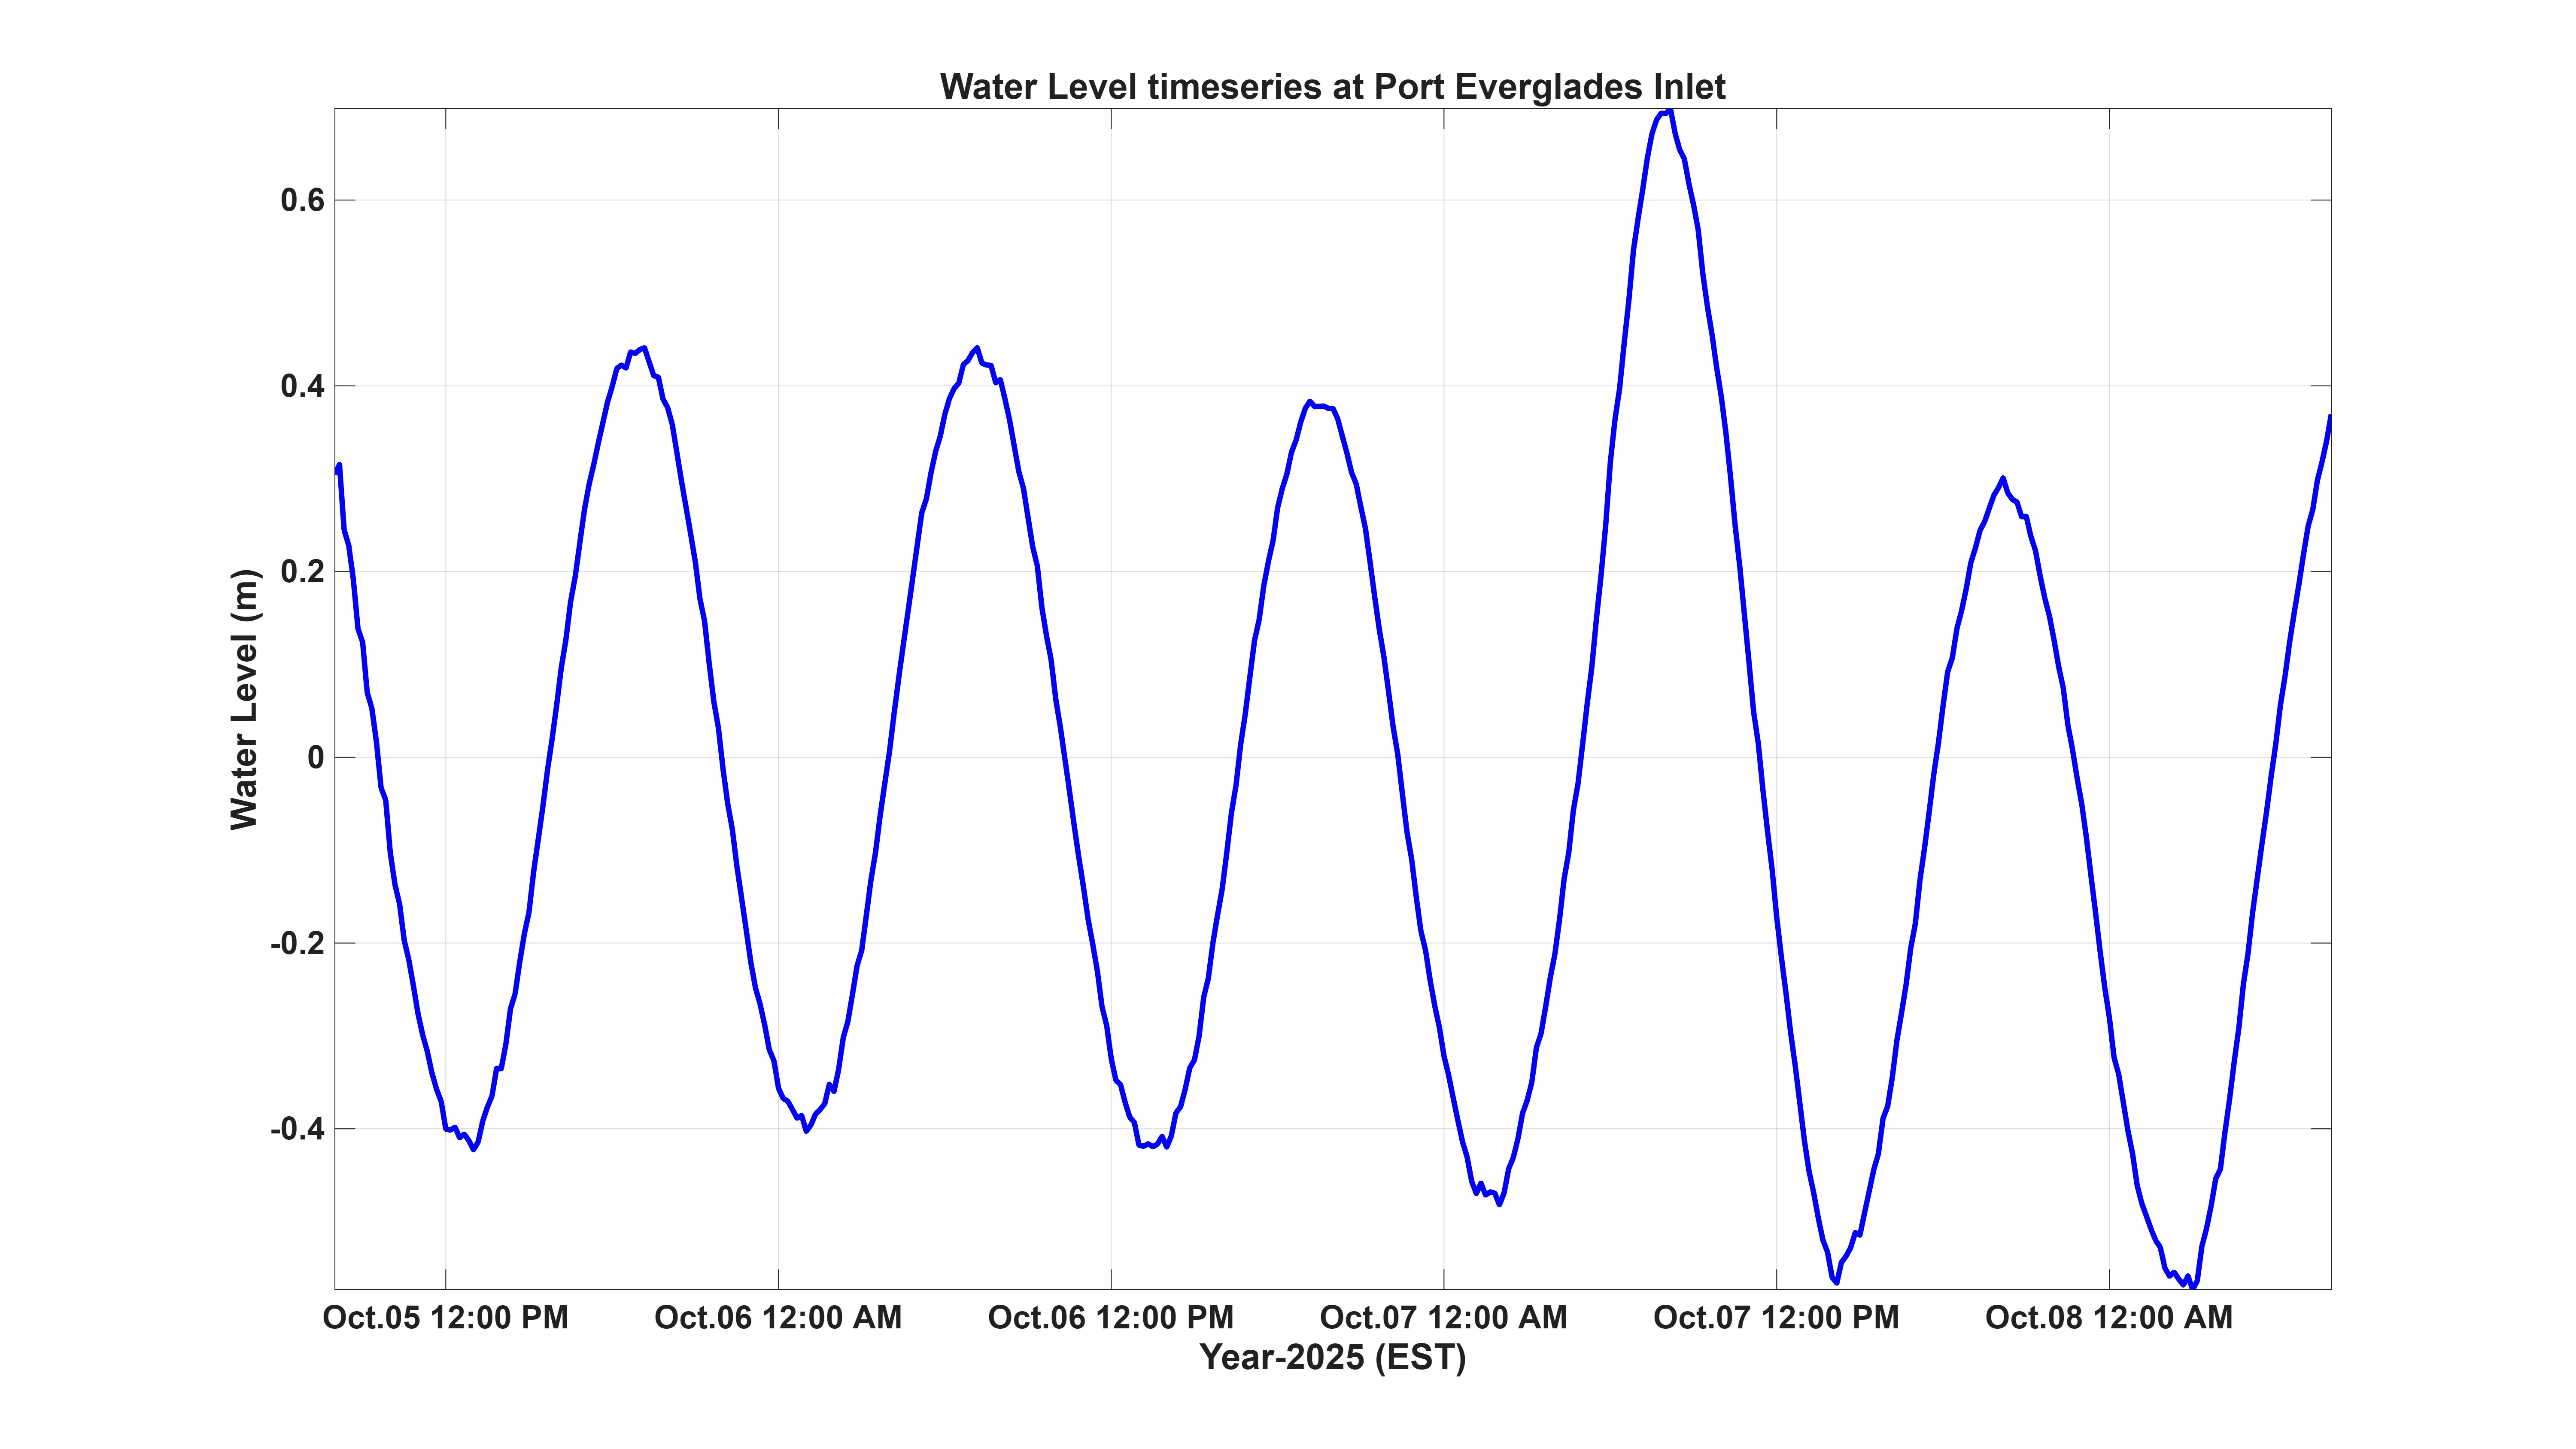 Water Level timeseries at Port Everglades Inlet
0.6
0.4
0.2
0
-0.2
-0.4
Water Level (m)
Oct.05 12:00 PM
Oct.06 12:00 AM
Oct.06 12:00 PM
Oct.07 12:00 AM
Oct.07 12:00 PM
Oct.08 12:00 AM
Year-2025 (EST)